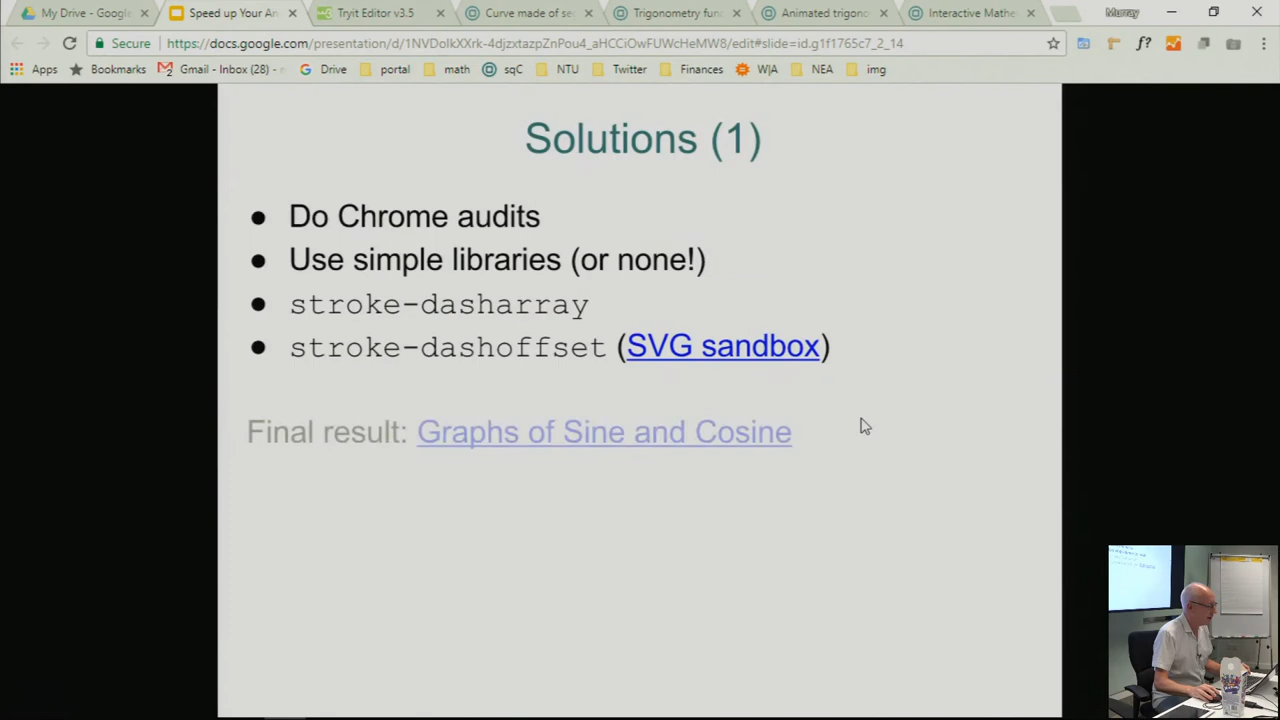 My Drive - Google
Speed up Your An
Tryit Editor v3.5
Curve made of se
Trigonometry fun
Animated trigono
Interactive Mathe
Murray
Secure
https://docs.google.com/presentation/d/1NVDolkXXrk-4djzxtazpZnPou4_aHCCiOwFUWcHeMW8/edit#slide=id.g1f1765c7_2_14
f?
Apps
Bookmarks
Gmail - Inbox (28) -
Drive
portal
math
sqC
NTU
Twitter
Finances
WJA
NEA
img
Solutions (1)
● Do Chrome audits
● Use simple libraries (or none!)
● stroke-dasharray
● stroke-dashoffset (SVG sandbox)
Final result: Graphs of Sine and Cosine